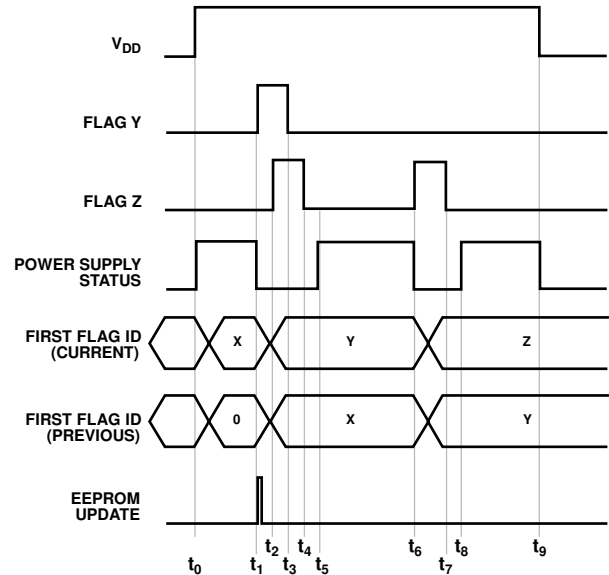 V_DD
FLAG Y
FLAG Z
POWER SUPPLY
STATUS
FIRST FLAG ID
(CURRENT)
X Y Z
FIRST FLAG ID
(PREVIOUS)
0 X Y
EEPROM
UPDATE
t0 t1 t2 t3 t4 t5 t6 t7 t8 t9